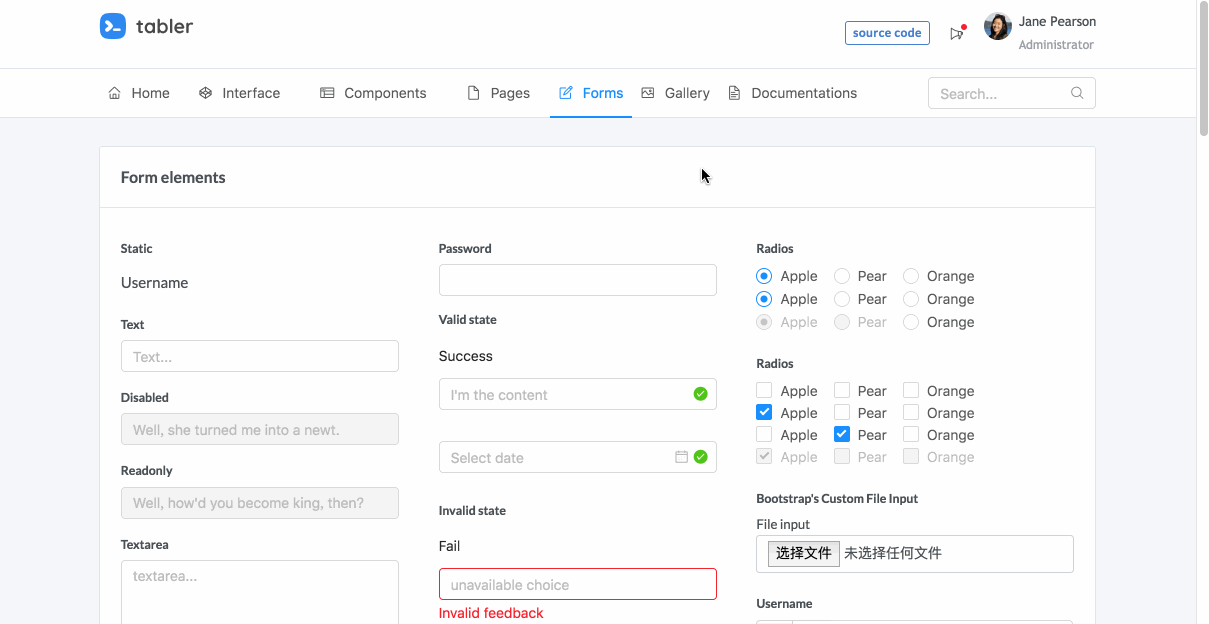 tabler
source code
Jane Pearson
Administrator
Home Interface Components Pages Forms Gallery Documentations
Search...
Form elements
Static
Username
Text
Text...
Disabled
Well, she turned me into a newt.
Readonly
Well, how'd you become king, then?
Textarea
textarea...
Password
Valid state
Success
I'm the content
Select date
Invalid state
Fail
unavailable choice
Invalid feedback
Radios
Apple Pear Orange
Apple Pear Orange
Apple Pear Orange
Radios
Apple Pear Orange
Apple Pear Orange
Apple Pear Orange
Apple Pear Orange
Bootstrap's Custom File Input
File input
选择文件 未选择任何文件
Username